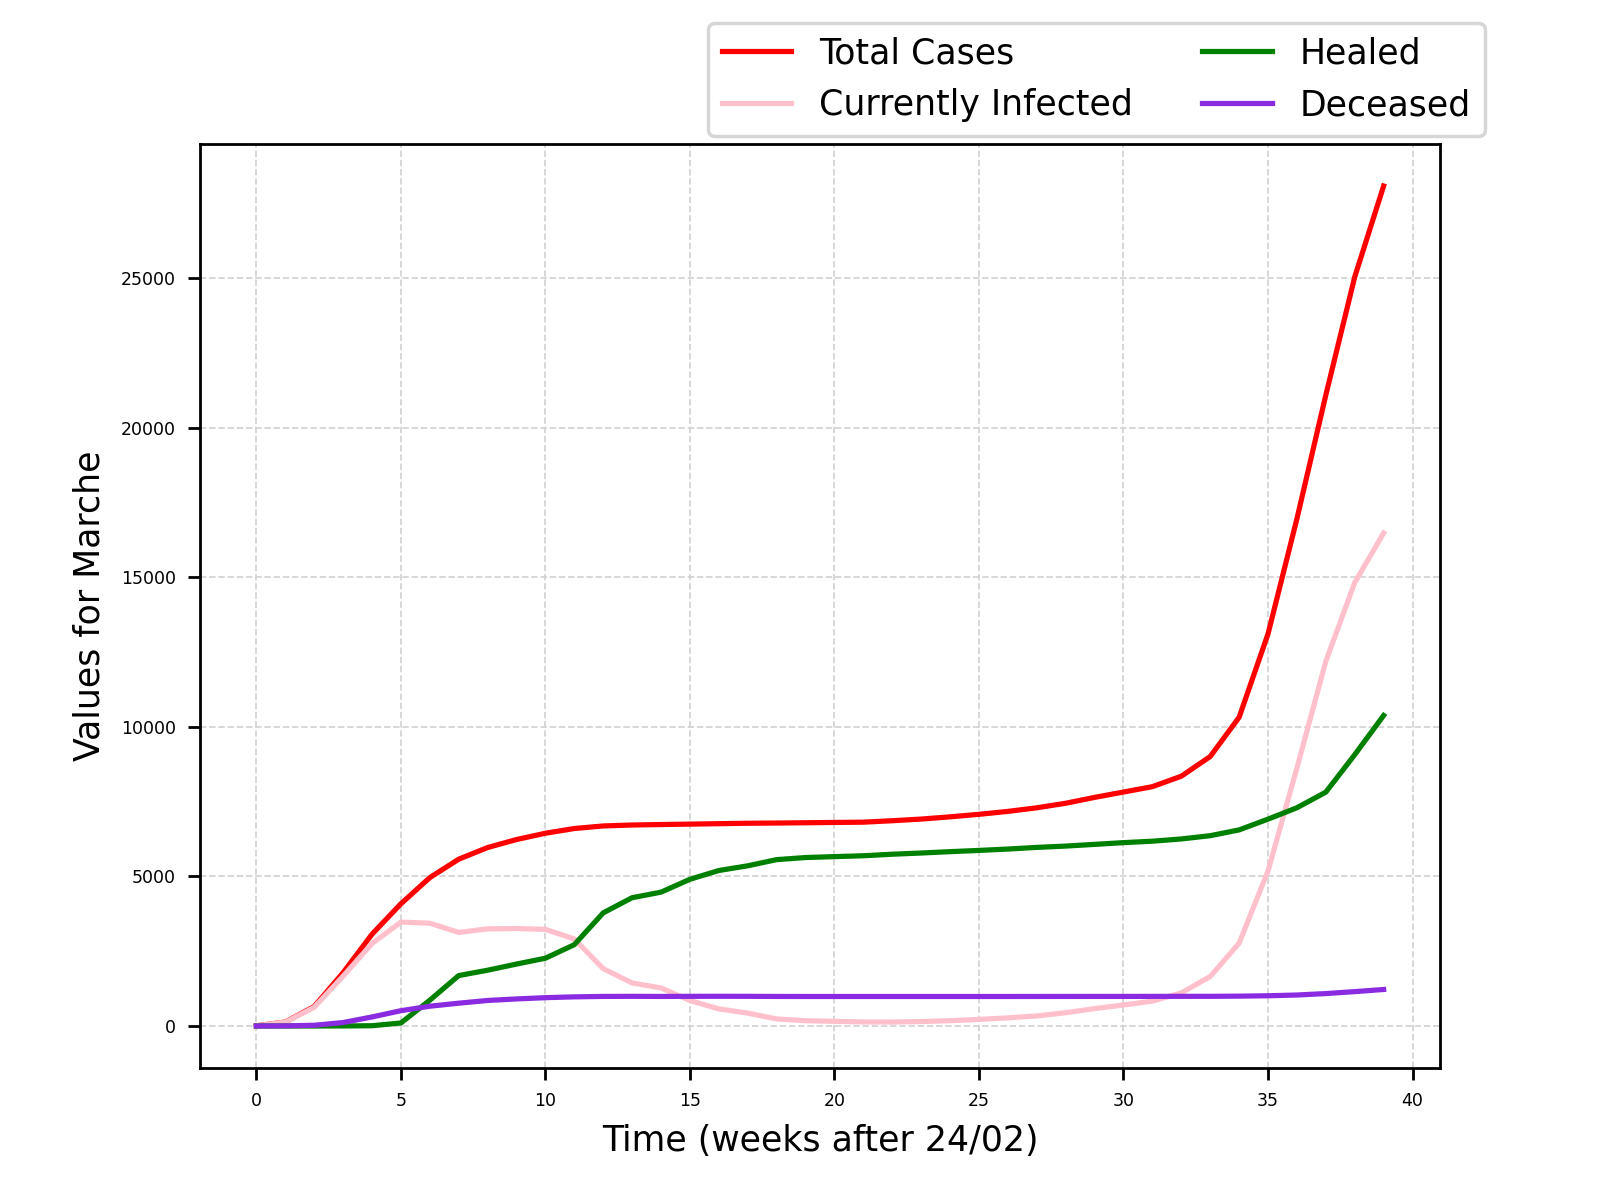 Total Cases
Currently Infected
Healed
Deceased
Values for Marche
25000
20000
15000
10000
5000
0
0 5 10 15 20 25 30 35 40
Time (weeks after 24/02)